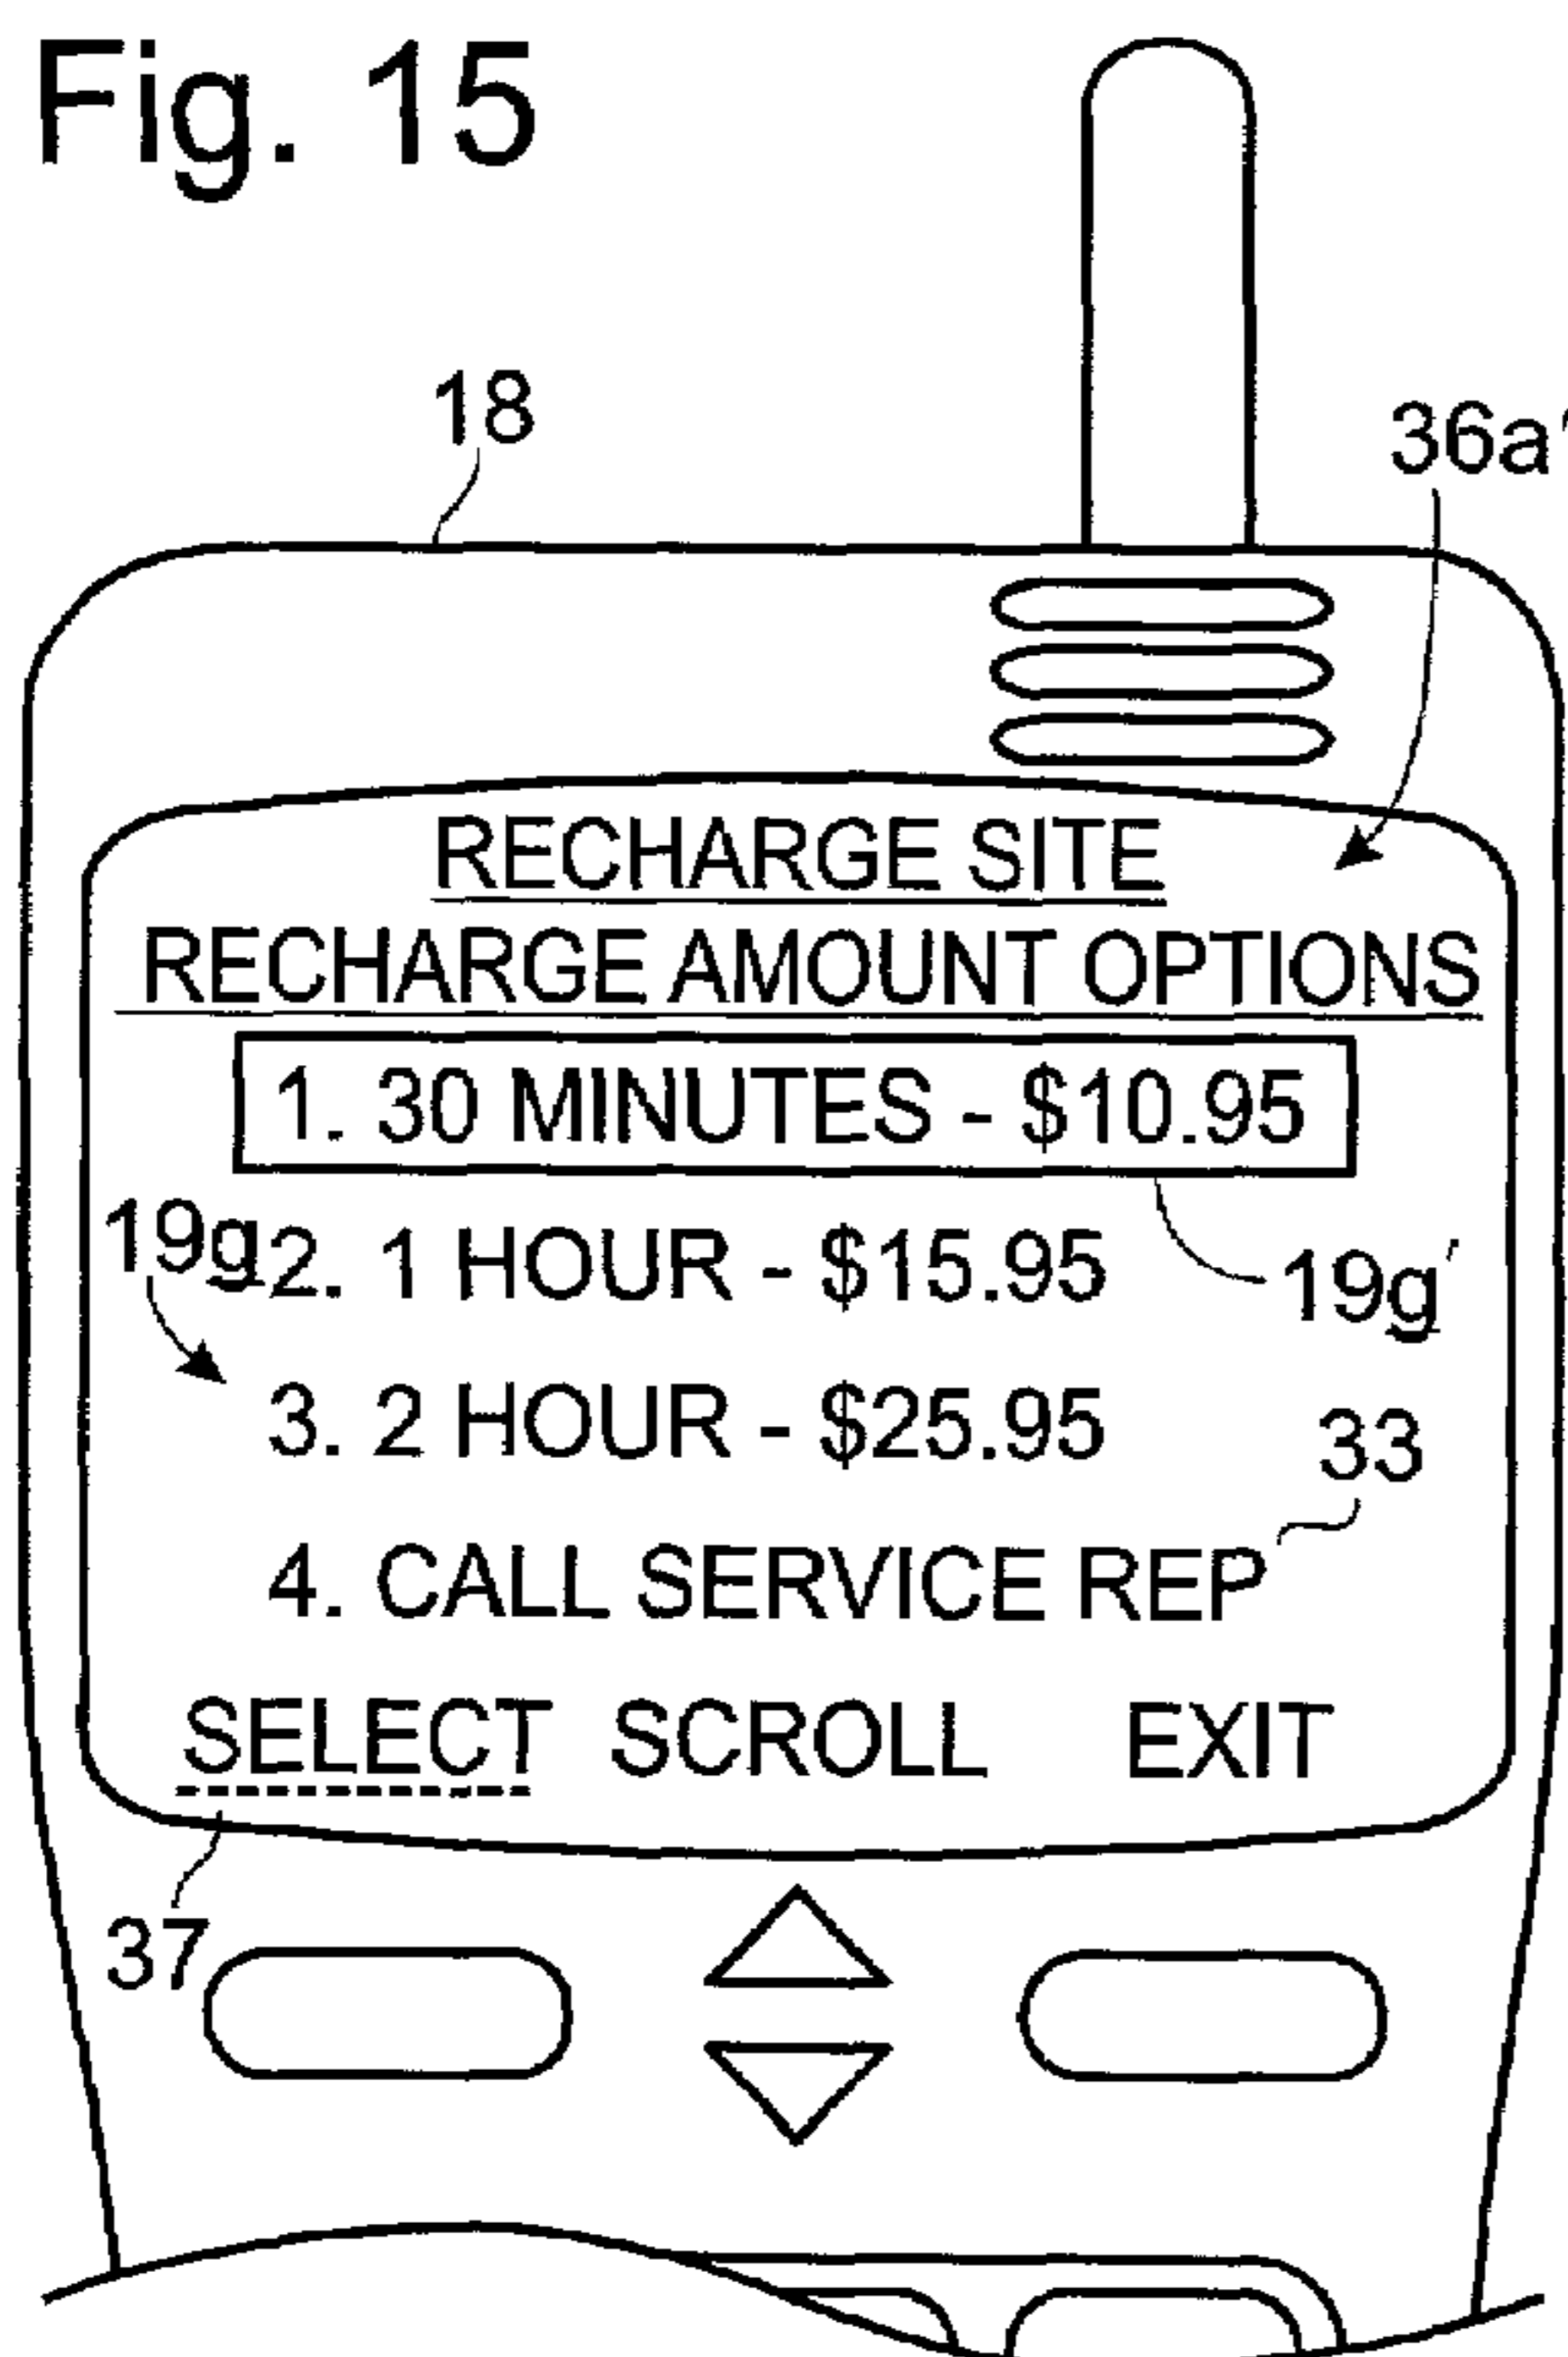 Fig. 15
18
36a'
RECHARGE SITE
RECHARGE AMOUNT OPTIONS
1. 30 MINUTES - $10.95
19g
2. 1 HOUR - $15.95
19g'
3. 2 HOUR - $25.95
33
4. CALL SERVICE REP
SELECT SCROLL EXIT
37